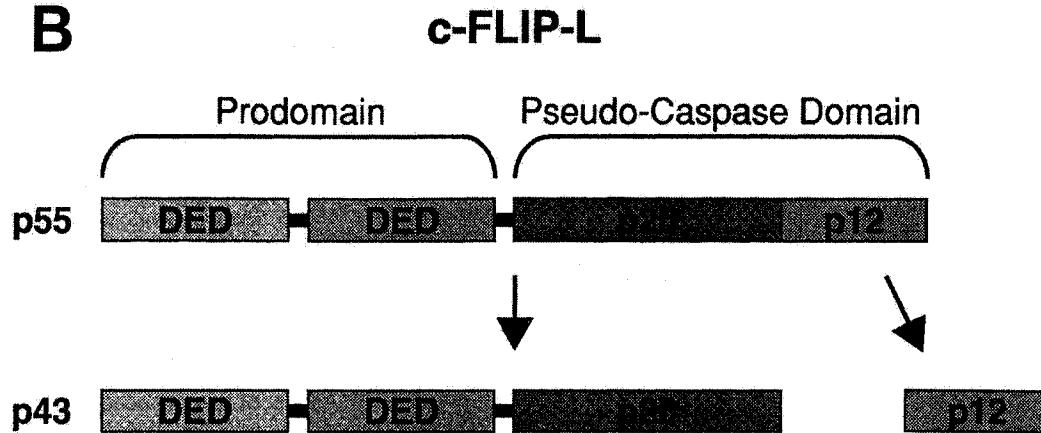 B c-FLIP-L
Prodomain Pseudo-Caspase Domain
p55 DED DED p12
p43 DED DED p12